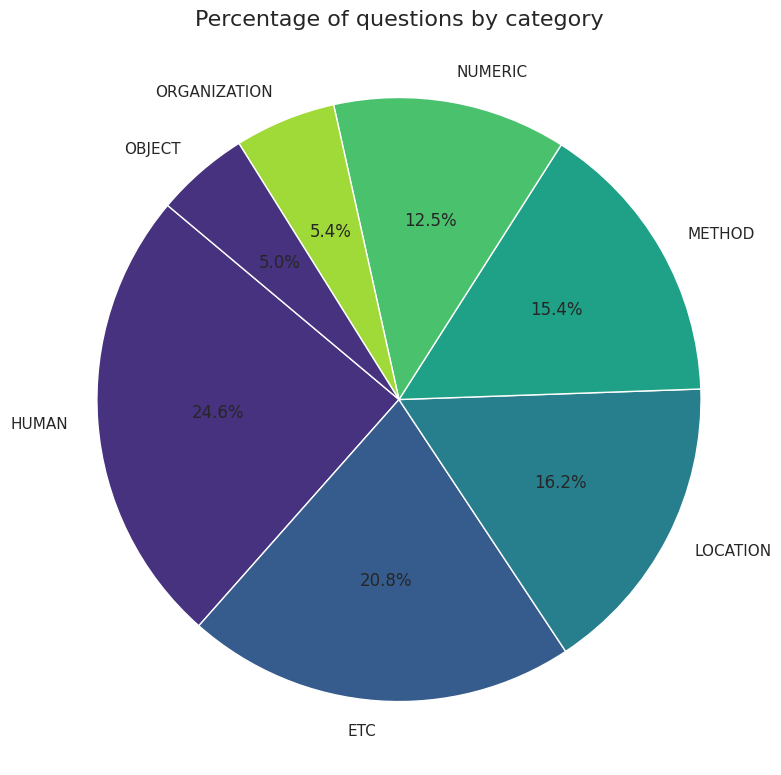 Percentage of questions by category
NUMERIC
ORGANIZATION
OBJECT
12.5%
5.4%
METHOD
5.0%
15.4%
24.6%
HUMAN
16.2%
LOCATION
20.8%
ETC